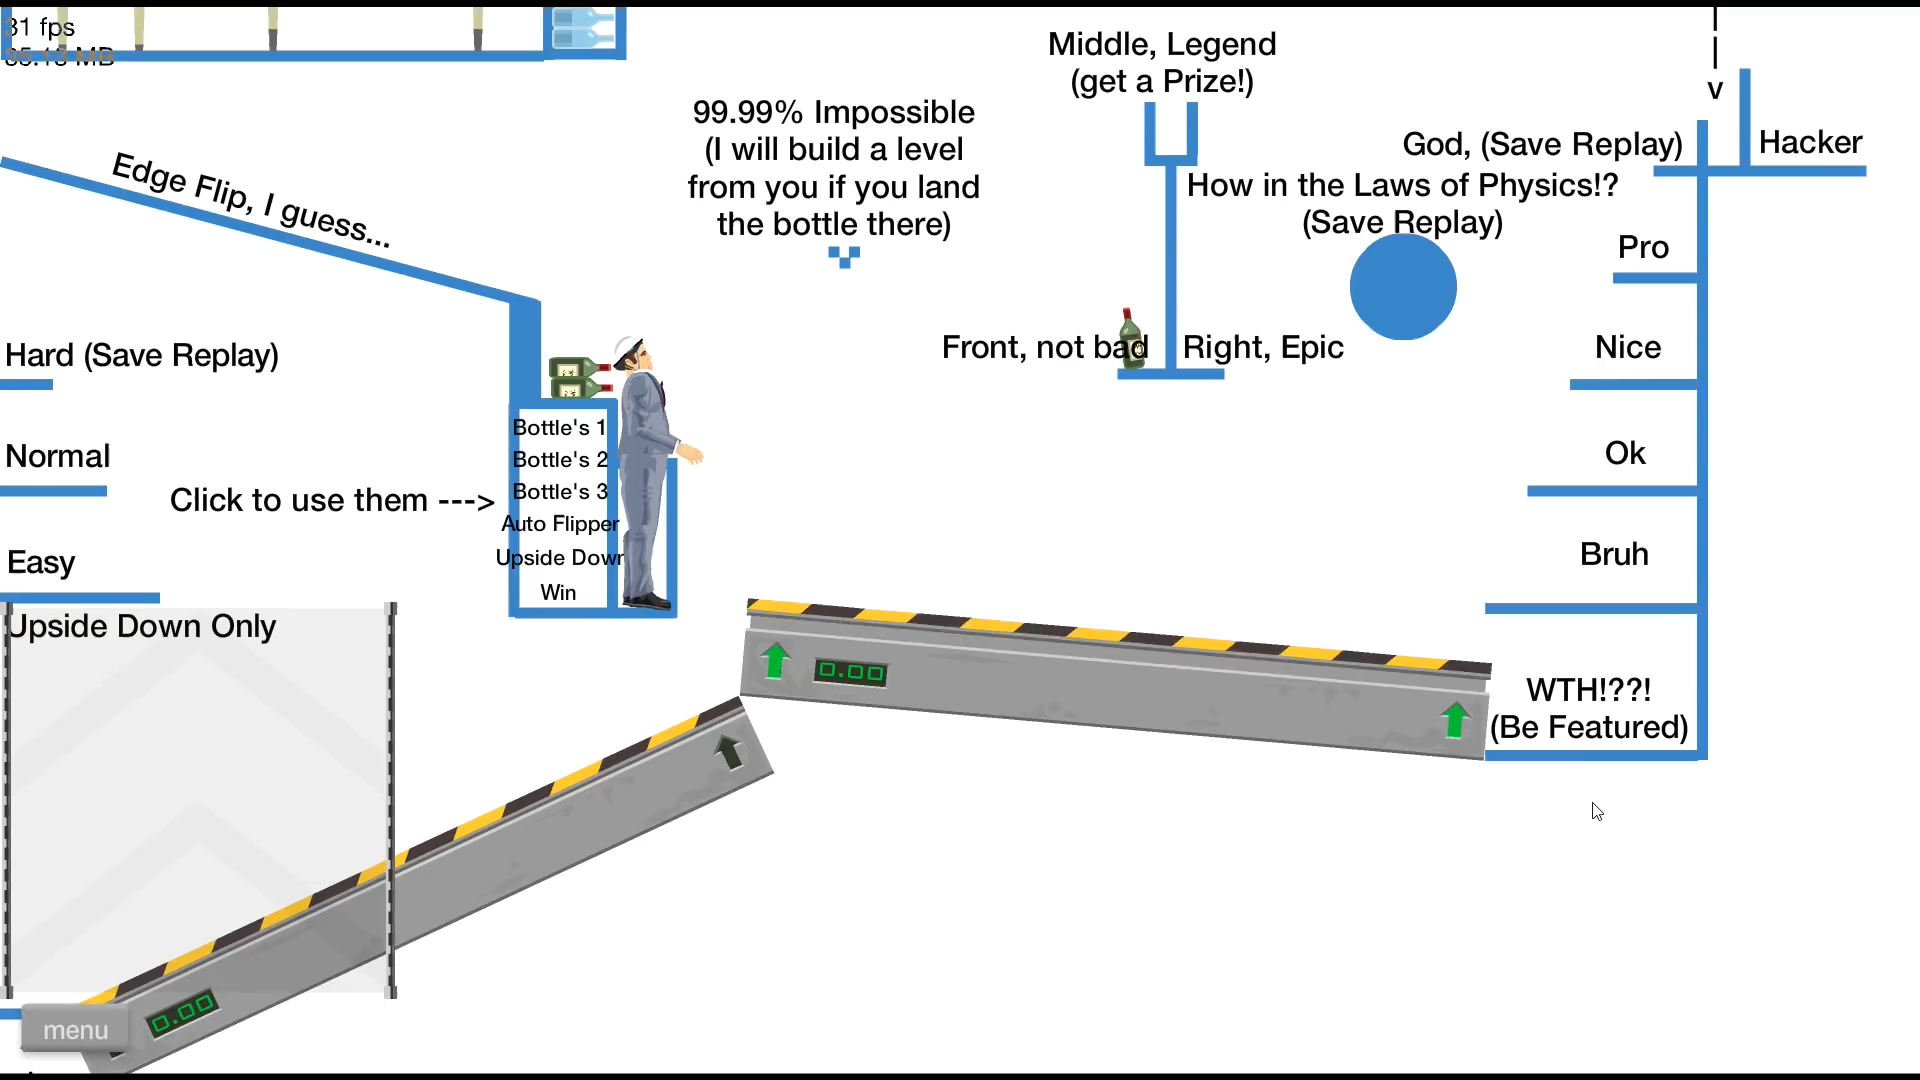 31 fps
35.13 MB
Middle, Legend
(get a Prize!)
|
|
v
99.99% Impossible
(I will build a level
from you if you land
the bottle there)
God, (Save Replay)
Hacker
How in the Laws of Physics!?
(Save Replay)
Edge Flip, I guess...
Pro
Hard (Save Replay)
Front, not bad
Right, Epic
Nice
Bottle's 1
Bottle's 2
Bottle's 3
Auto Flipper
Upside Down
Win
Normal
Click to use them --->
Ok
Easy
Bruh
Upside Down Only
0.00
WTH!??!
(Be Featured)
0.00
menu